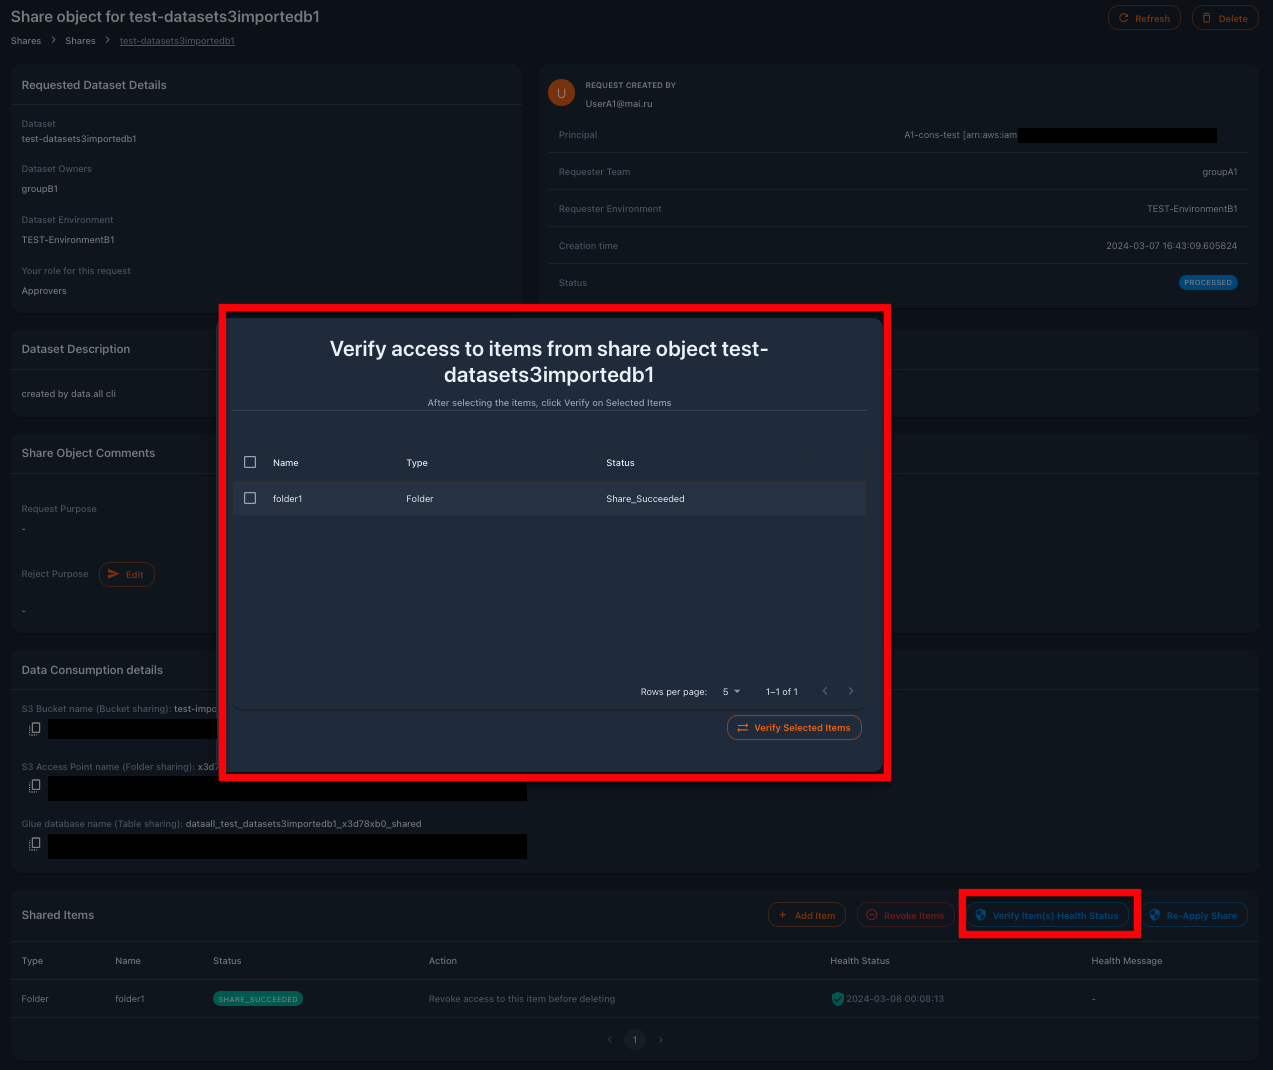 Share object for test-datasets3importedb1
Refresh
Delete
Shares > Shares > test-datasets3importedb1
Requested Dataset Details
Dataset
test-datasets3importedb1
Dataset Owners
groupB1
Dataset Environment
TEST-EnvironmentB1
Your role for this request
Approvers
U
REQUEST CREATED BY
UserA1@mai.ru
Principal
A1-cons-test [arn:aws:iam
Requester Team
groupA1
Requester Environment
TEST-EnvironmentB1
Creation time
2024-03-07 16:43:09.605824
Status
PROCESSED
Dataset Description
created by data.all cli
Share Object Comments
Request Purpose
-
Reject Purpose
Edit
-
Verify access to items from share object test-
datasets3importedb1
After selecting the items, click Verify on Selected Items
Name Type Status
folder1 Folder Share_Succeeded
Rows per page: 5 1–1 of 1
Verify Selected Items
Data Consumption details
S3 Bucket name (Bucket sharing): test-impo
S3 Access Point name (Folder sharing): x3d7
Glue database name (Table sharing): dataall_test_datasets3importedb1_x3d78xb0_shared
Shared Items
+ Add Item
Revoke Items
Verify Item(s) Health Status
Re-Apply Share
Type Name Status Action Health Status Health Message
Folder folder1 SHARE_SUCCEEDED Revoke access to this item before deleting 2024-03-08 00:08:13 -
1